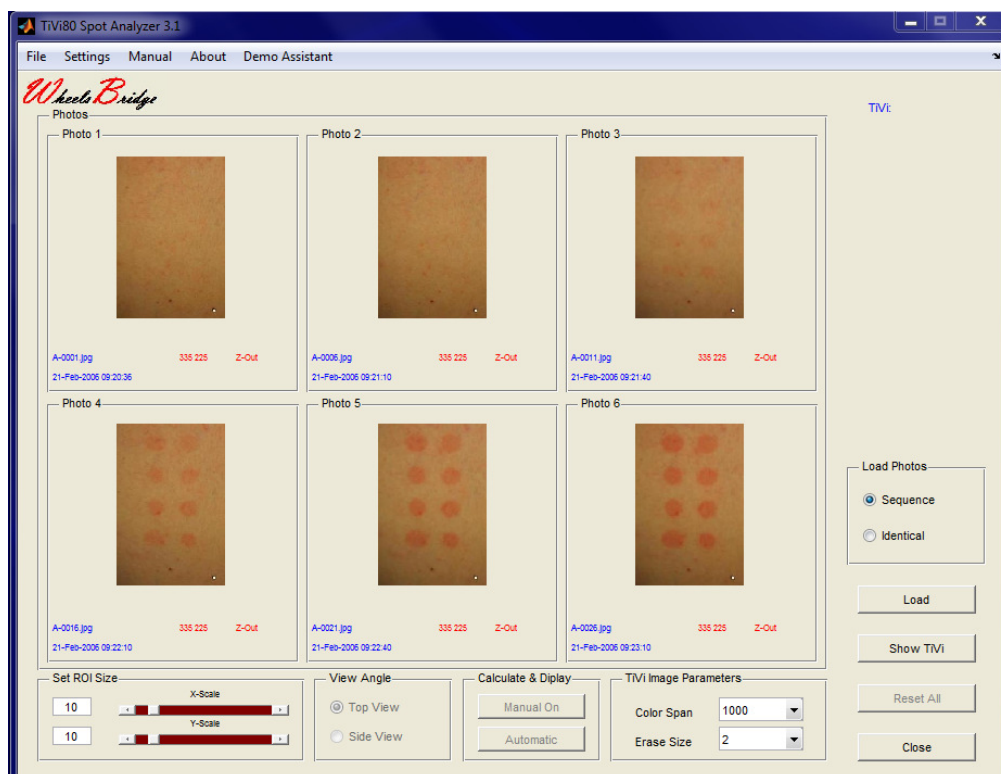 TiVi80 Spot Analyzer 3.1
File Settings Manual About Demo Assistant
WheelsBridge
TiVi:
Photos
Photo 1 Photo 2 Photo 3
A-0001.jpg 335 225 Z-Out A-0006.jpg 335 225 Z-Out A-0011.jpg 335 225 Z-Out
21-Feb-2006 09:20:36 21-Feb-2006 09:21:10 21-Feb-2006 09:21:40
Photo 4 Photo 5 Photo 6
A-0016.jpg 335 225 Z-Out A-0021.jpg 335 225 Z-Out A-0026.jpg 335 225 Z-Out
21-Feb-2006 09:22:10 21-Feb-2006 09:22:40 21-Feb-2006 09:23:10
Load Photos
Sequence
Identical
Load
Show TiVi
Reset All
Close
Set ROI Size
X-Scale
10
Y-Scale
10
View Angle
Top View
Side View
Calculate & Diplay
Manual On
Automatic
TiVi Image Parameters
Color Span 1000
Erase Size 2